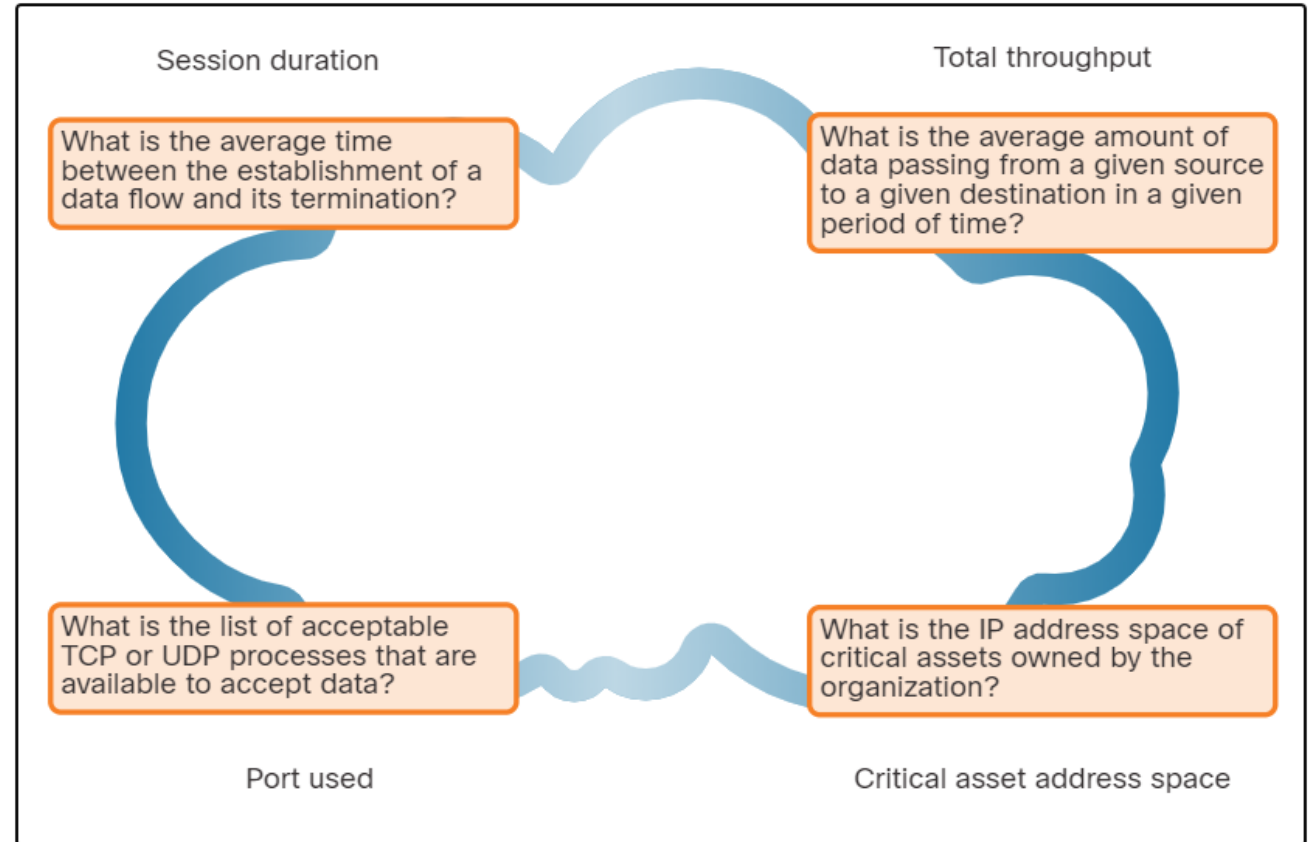 Session duration
Total throughput
What is the average time
between the establishment of a
data flow and its termination?
What is the average amount of
data passing from a given source
to a given destination in a given
period of time?
What is the list of acceptable
TCP or UDP processes that are
available to accept data?
What is the IP address space of
critical assets owned by the
organization?
Port used
Critical asset address space